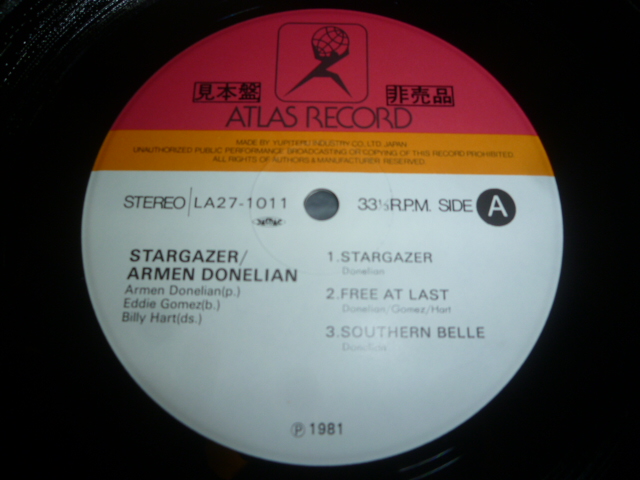 見本盤 非売品
ATLAS RECORD
MADE BY YUPITERU INDUSTRY CO., LTD. JAPAN
UNAUTHORIZED PUBLIC PERFORMANCE BROADCASTING OR COPYING OF THIS RECORD PROHIBITED
ALL RIGHTS OF AUTHORS & MANUFACTURER RESERVED
STEREO LA27-1011 33⅓R.P.M. SIDE A
STARGAZER/
ARMEN DONELIAN
Armen Donelian(p.)
Eddie Gomez(b.)
Billy Hart(ds.)
1.STARGAZER
Donelian
2.FREE AT LAST
Donelian/Gomez/Hart
3.SOUTHERN BELLE
Donelian
Ⓟ 1981